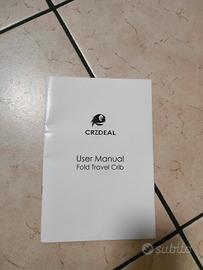 CRZDEAL
User Manual
Fold Travel Crib
subito